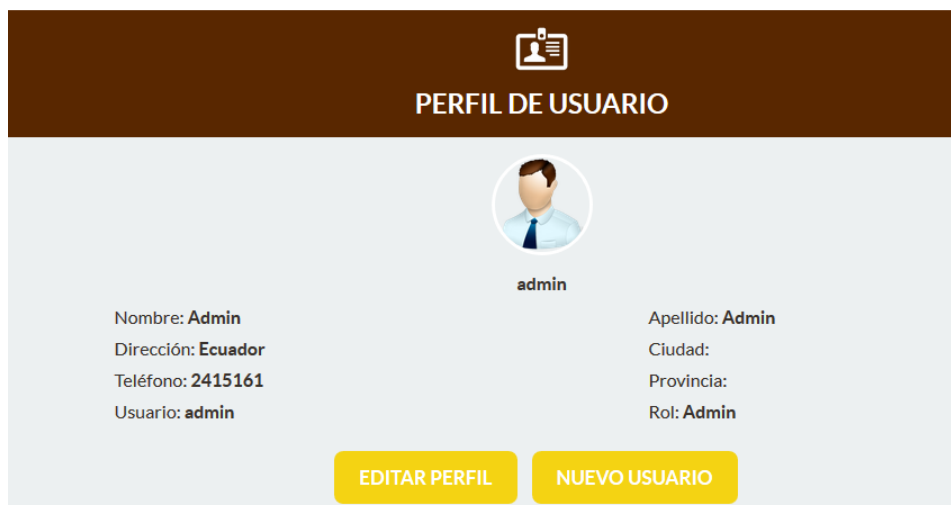 PERFIL DE USUARIO
admin
Nombre: Admin
Apellido: Admin
Dirección: Ecuador
Ciudad:
Teléfono: 2415161
Provincia:
Usuario: admin
Rol: Admin
EDITAR PERFIL
NUEVO USUARIO